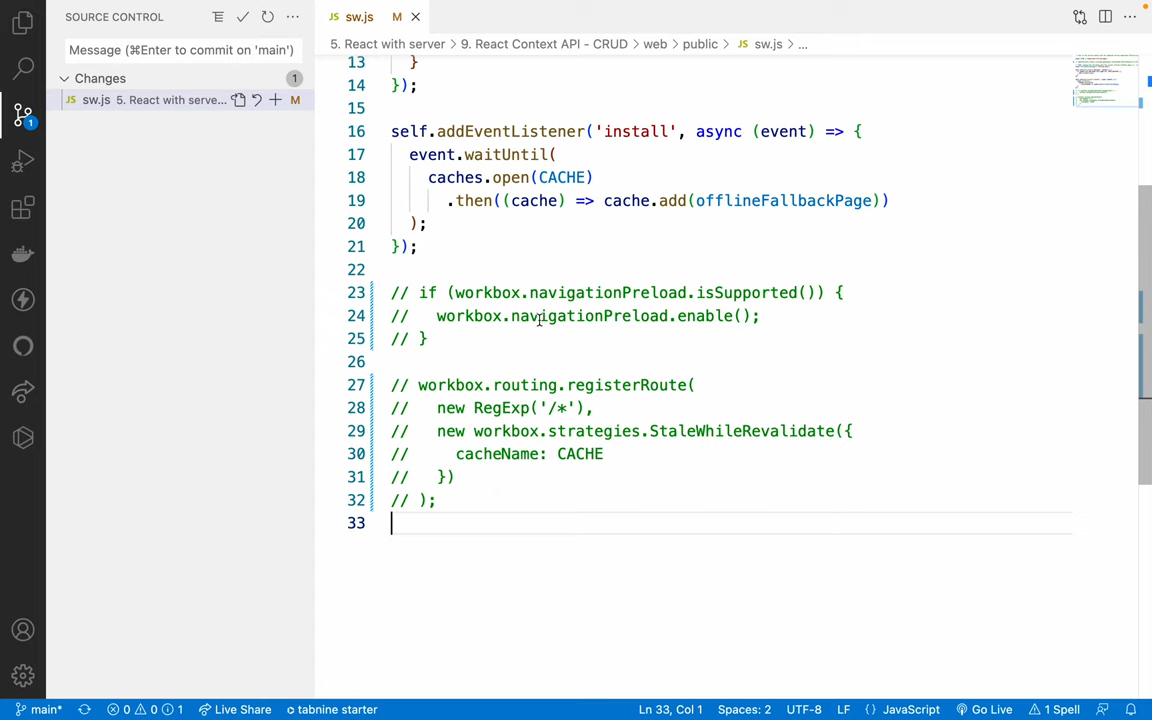 SOURCE CONTROL
JS sw.js M
Message (⌘Enter to commit on 'main')
5. React with server > 9. React Context API - CRUD > web > public > JS sw.js > ...
Changes 1
JS sw.js 5. React with serve... M
1
13 }
14 });
15
16 self.addEventListener('install', async (event) => {
17 event.waitUntil(
18 caches.open(CACHE)
19 .then((cache) => cache.add(offlineFallbackPage))
20 );
21 });
22
23 // if (workbox.navigationPreload.isSupported()) {
24 // workbox.navigationPreload.enable();
25 // }
26
27 // workbox.routing.registerRoute(
28 // new RegExp('/*'),
29 // new workbox.strategies.StaleWhileRevalidate({
30 // cacheName: CACHE
31 // })
32 // );
33
main* 0 0 1 Live Share tabnine starter Ln 33, Col 1 Spaces: 2 UTF-8 LF {} JavaScript Go Live 1 Spell